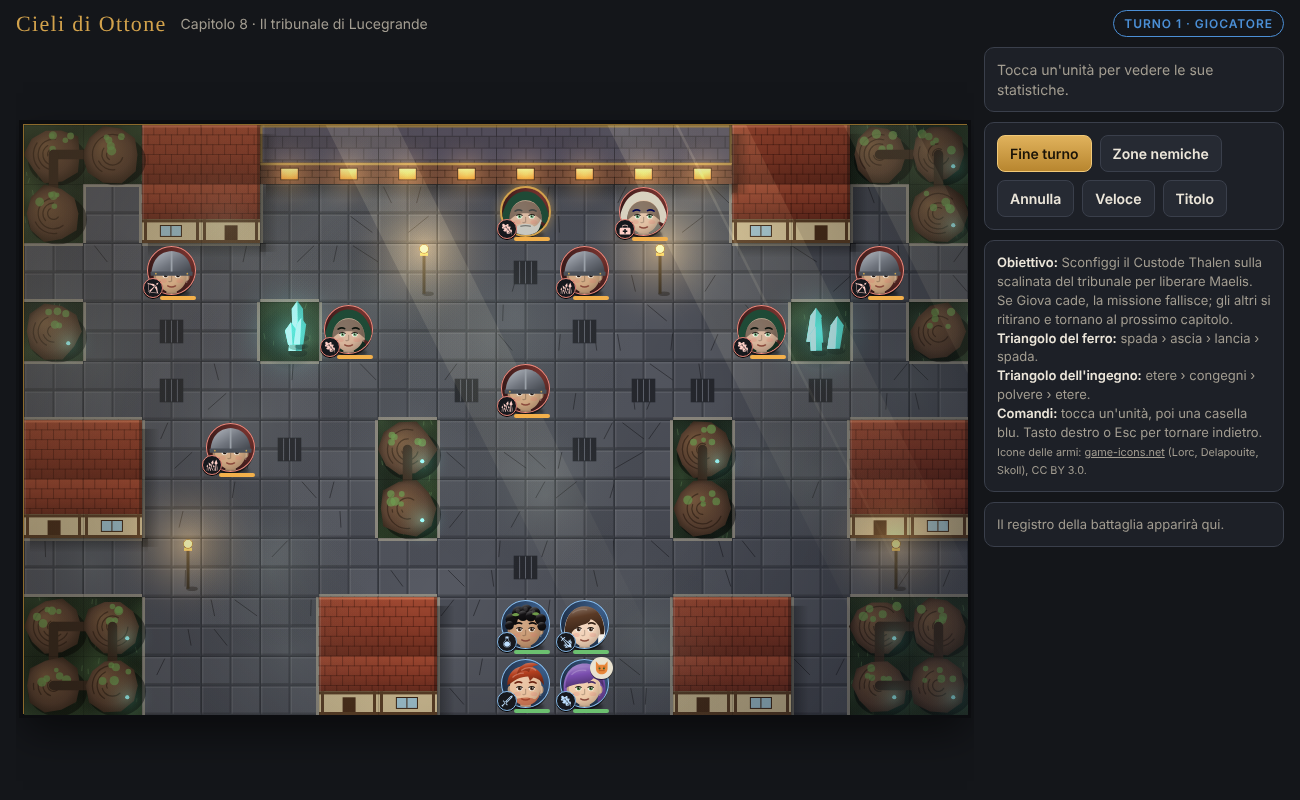 Cieli di Ottone
Capitolo 8 · Il tribunale di Lucegrande
TURNO 1 · GIOCATORE
Tocca un'unità per vedere le sue
statistiche.
Fine turno
Zone nemiche
Annulla
Veloce
Titolo
Obiettivo: Sconfiggi il Custode Thalen sulla
scalinata del tribunale per liberare Maelis.
Se Giova cade, la missione fallisce; gli altri si
ritirano e tornano al prossimo capitolo.
Triangolo del ferro: spada › ascia › lancia ›
spada.
Triangolo dell'ingegno: etere › congegni ›
polvere › etere.
Comandi: tocca un'unità, poi una casella
blu. Tasto destro o Esc per tornare indietro.
Icone delle armi: game-icons.net (Lorc, Delapouite,
Skoll), CC BY 3.0.
Il registro della battaglia apparirà qui.